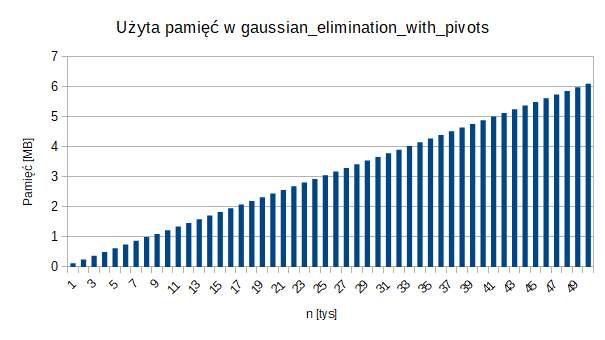 Użyta pamięć w gaussian_elimination_with_pivots
7
6
5
4
3
2
1
0
Pamięć [MB]
1 3 5 7 9 11 13 15 17 19 21 23 25 27 29 31 33 35 37 39 41 43 45 47 49
n [tys]